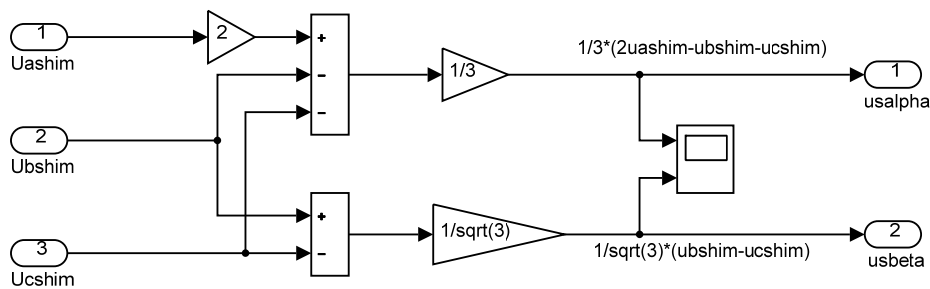 1
Uashim
2
+
−
−
1/3
1/3*(2uashim-ubshim-ucshim)
1
usalpha
2
Ubshim
3
Ucshim
+
−
1/sqrt(3)
1/sqrt(3)*(ubshim-ucshim)
2
usbeta